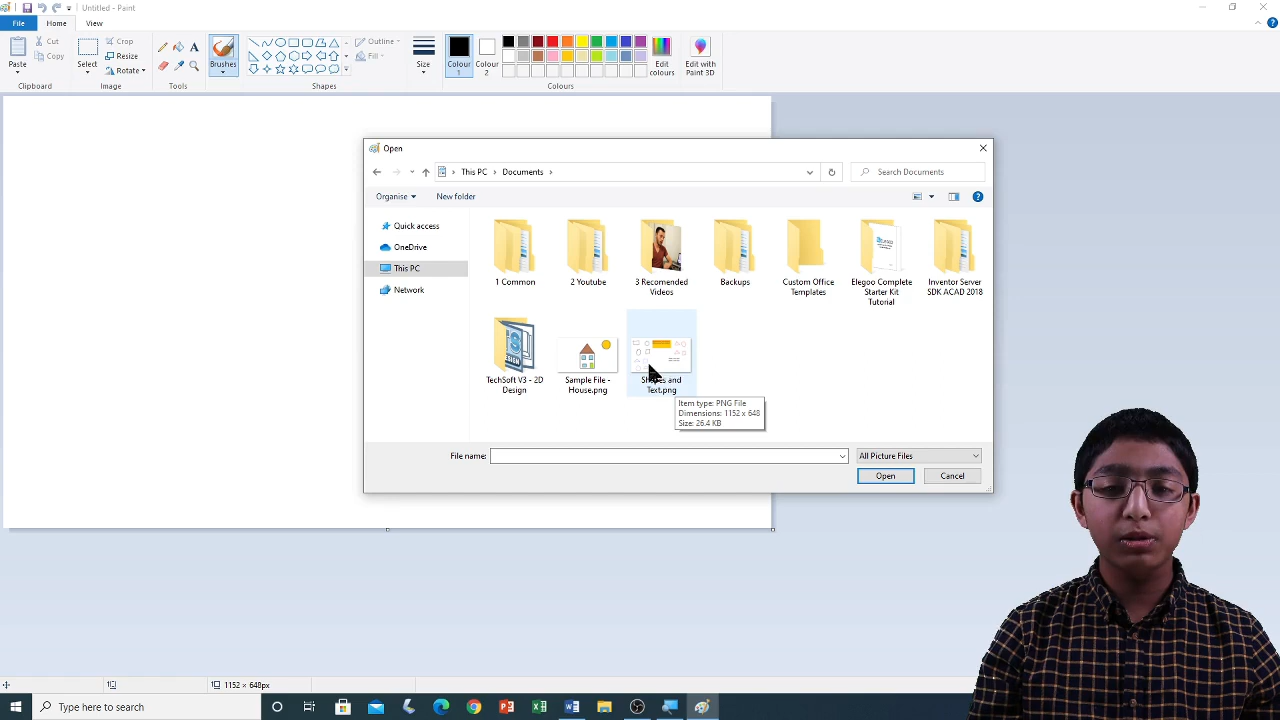 Untitled - Paint
File
Home
View
Paste
Cut
Copy
Clipboard
Select
Crop
Resize
Rotate
Image
Tools
Brushes
Shapes
Outline
Fill
Size
Colour 1
Colour 2
Edit colours
Colours
Edit with Paint 3D
Open
This PC
Documents
Search Documents
Organise
New folder
Quick access
OneDrive
This PC
Network
1 Common
2 Youtube
3 Recomended Videos
Backups
Custom Office Templates
Elegoo Complete Starter Kit Tutorial
Inventor Server SDK ACAD 2018
TechSoft V3 - 2D Design
Sample File - House.png
Shapes and Text.png
Item type: PNG File
Dimensions: 1152 x 648
Size: 26.4 KB
File name:
All Picture Files
Open
Cancel
1152 × 648px
Type here to search